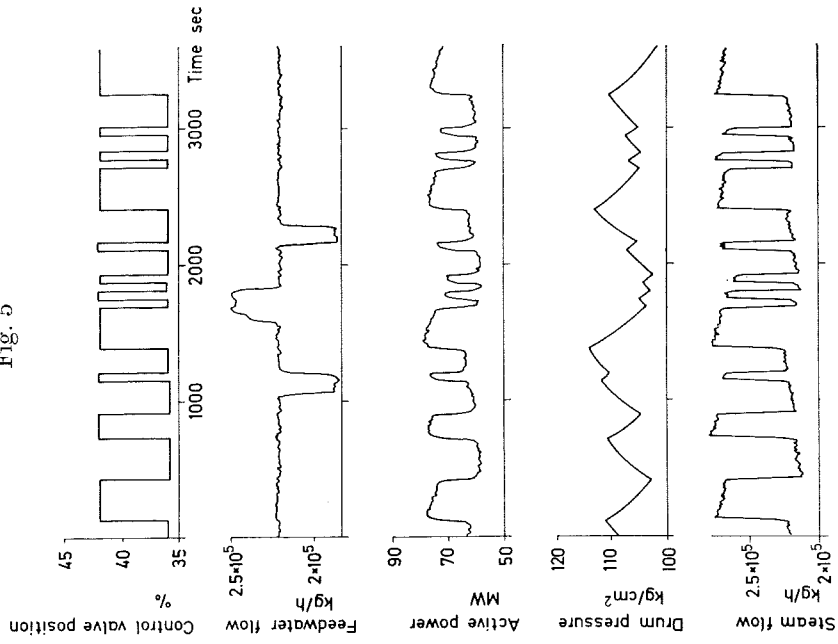 Fig. 5
Control valve position
%
45
40
35
1000
2000
3000
Time sec
Feedwater flow
kg/h
2.5×10⁵
2×10⁵
Active power
MW
90
70
50
Drum pressure
kg/cm²
120
110
100
Steam flow
kg/h
2.5×10⁵
2×10⁵